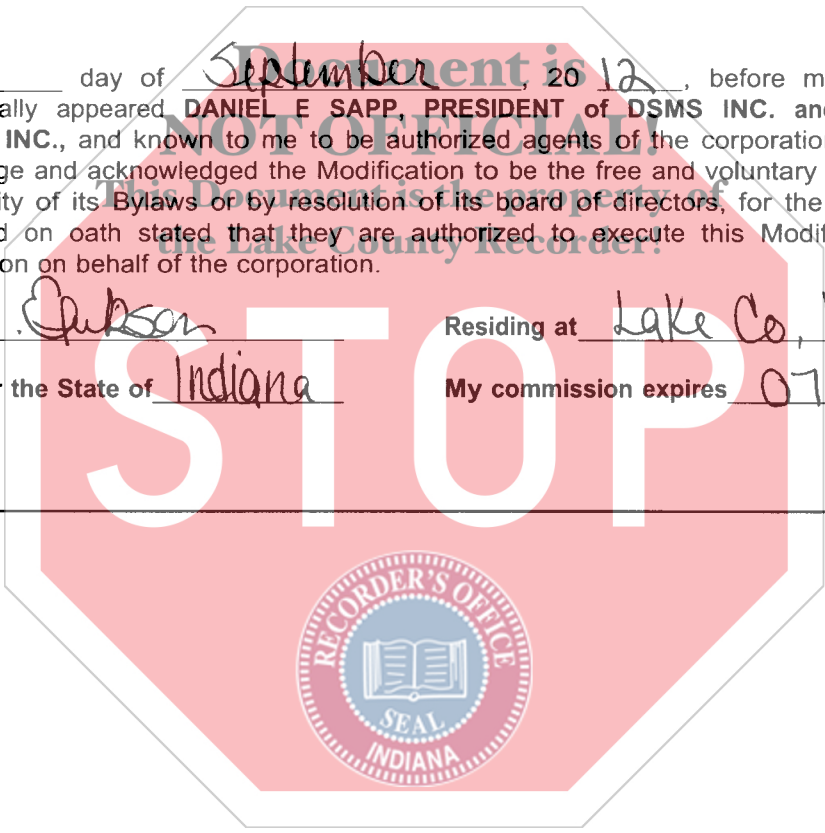 day of September, 20 12, before m
ally appeared DANIEL E SAPP, PRESIDENT of DSMS INC. and
INC., and known to me to be authorized agents of the corporation
ge and acknowledged the Modification to be the free and voluntary
ity of its Bylaws or by resolution of its board of directors, for the
d on oath stated that they are authorized to execute this Modif
on on behalf of the corporation.
Document is
NOT OFFICIAL!
This Document is the property of
the Lake County Recorder!
Residing at Lake Co,
the State of Indiana My commission expires 07
STOP
RECORDER'S OFFICE
SEAL
INDIANA